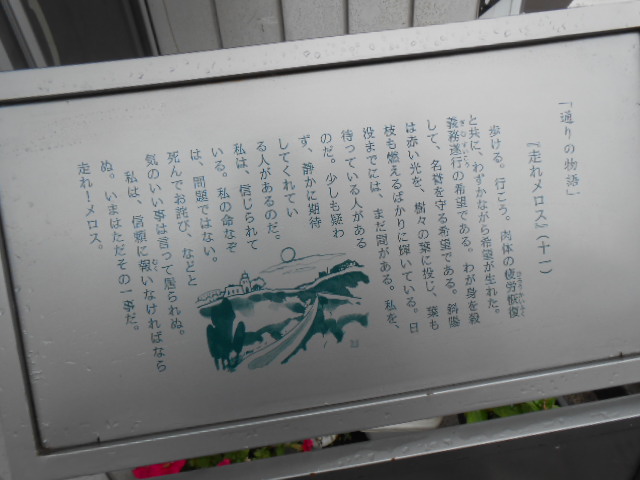 『通りの物語』
『走れメロス』（十一）
歩ける。行こう。肉体の疲労恢復
と共に、わずかながら希望が生れた。
義務遂行の希望である。わが身を殺
して、名誉を守る希望である。斜陽
は赤い光を、樹々の葉に投じ、葉も
枝も燃えるばかりに輝いている。日
没までには、まだ間がある。私を、
待っている人がある
のだ。少しも疑わ
ず、静かに期待
してくれてい
る人があるのだ。
私は、信じられて
いる。私の命なぞ
は、問題ではない。
死んでお詫び、などと
気のいい事は言って居られぬ。
私は、信頼に報いなければなら
ぬ。いまはただその一事だ。
走れ！メロス。